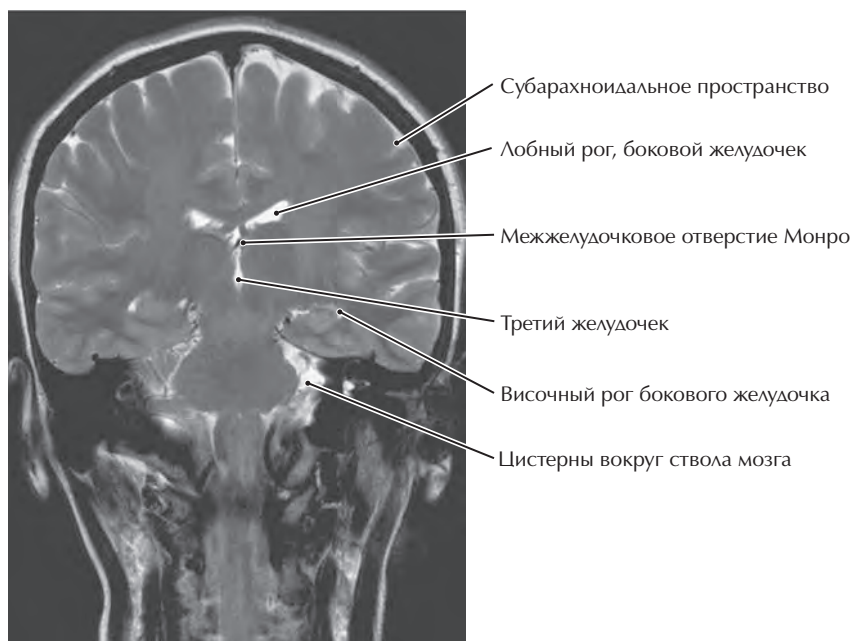 Субарахноидальное пространство
Лобный рог, боковой желудочек
Межжелудочковое отверстие Монро
Третий желудочек
Височный рог бокового желудочка
Цистерны вокруг ствола мозга